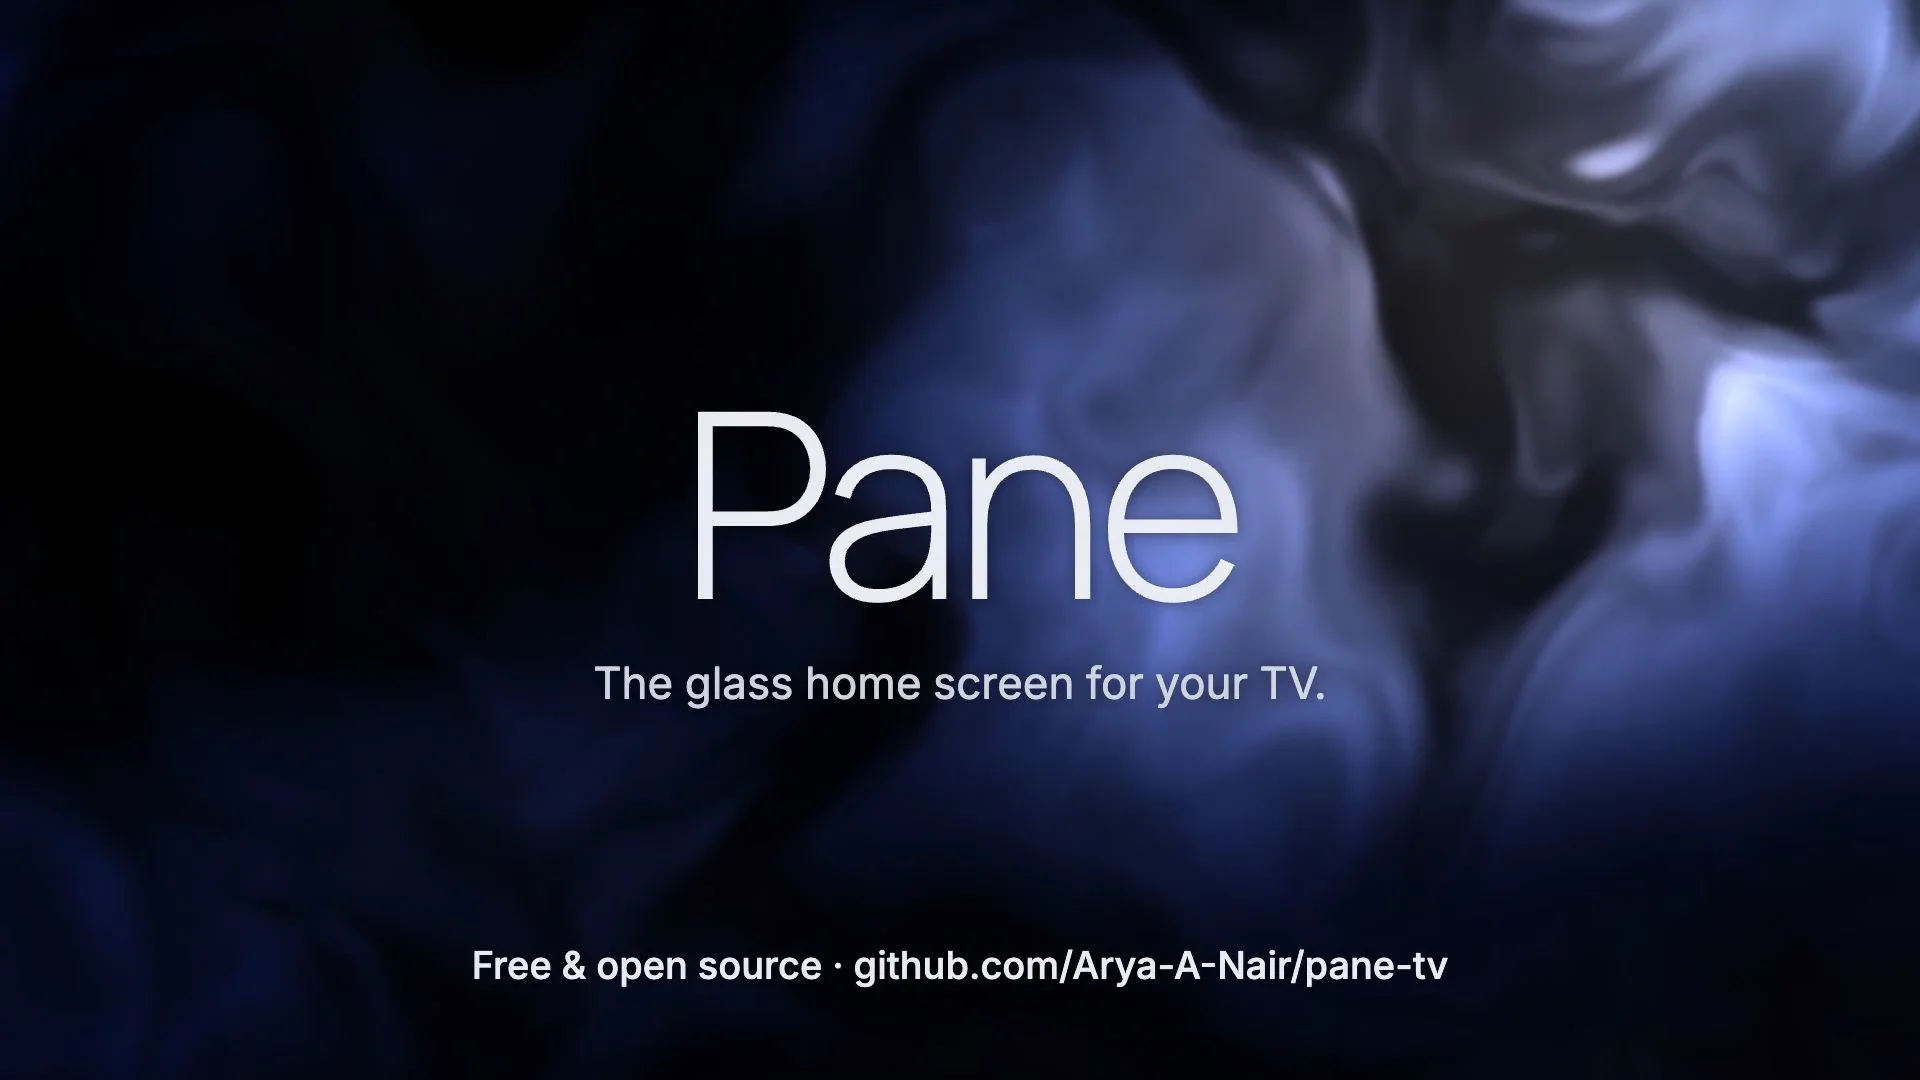 Pane
The glass home screen for your TV.
Free & open source · github.com/Arya-A-Nair/pane-tv